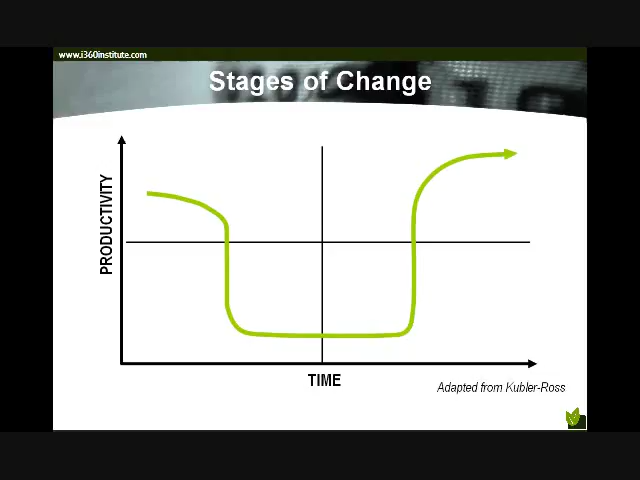 www.i360institute.com
Stages of Change
PRODUCTIVITY
TIME
Adapted from Kubler-Ross